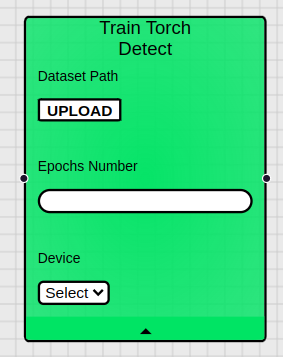 Train Torch
Detect
Dataset Path
UPLOAD
Epochs Number
Device
Select